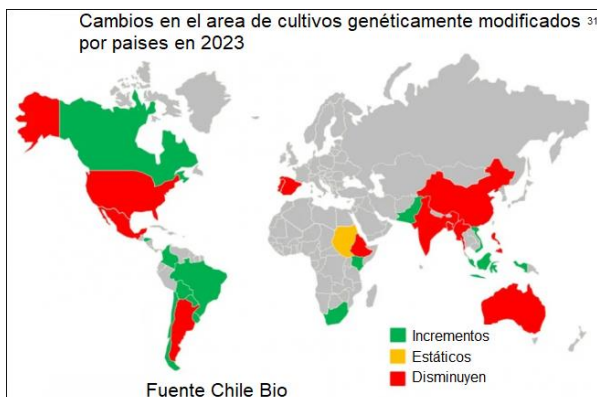 Cambios en el area de cultivos genéticamente modificados 31
por paises en 2023
Incrementos
Estáticos
Disminuyen
Fuente Chile Bio